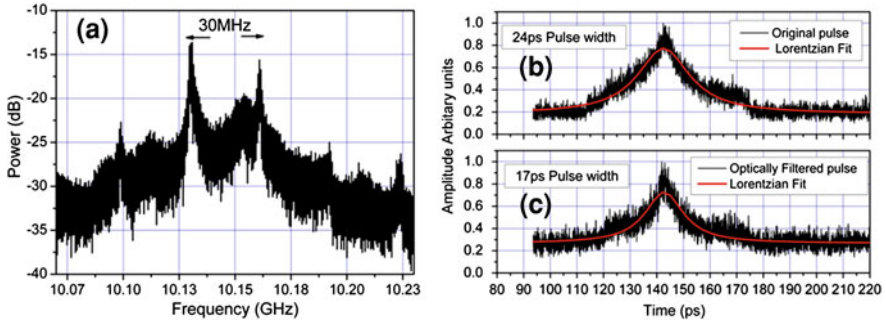 (a)
30MHz
-10
-15
-20
-25
-30
-35
-40
Power (dB)
10.07 10.10 10.13 10.15 10.18 10.20 10.23
Frequency (GHz)
Amplitude Arbitary units
1.0
0.8
0.6
0.4
0.2
0.0
24ps Pulse width
(b)
Original pulse
Lorentzian Fit
1.0
0.8
0.6
0.4
0.2
0.0
17ps Pulse width
(c)
Optically Filtered pulse
Lorentzian Fit
80 90 100 110 120 130 140 150 160 170 180 190 200 210 220
Time (ps)